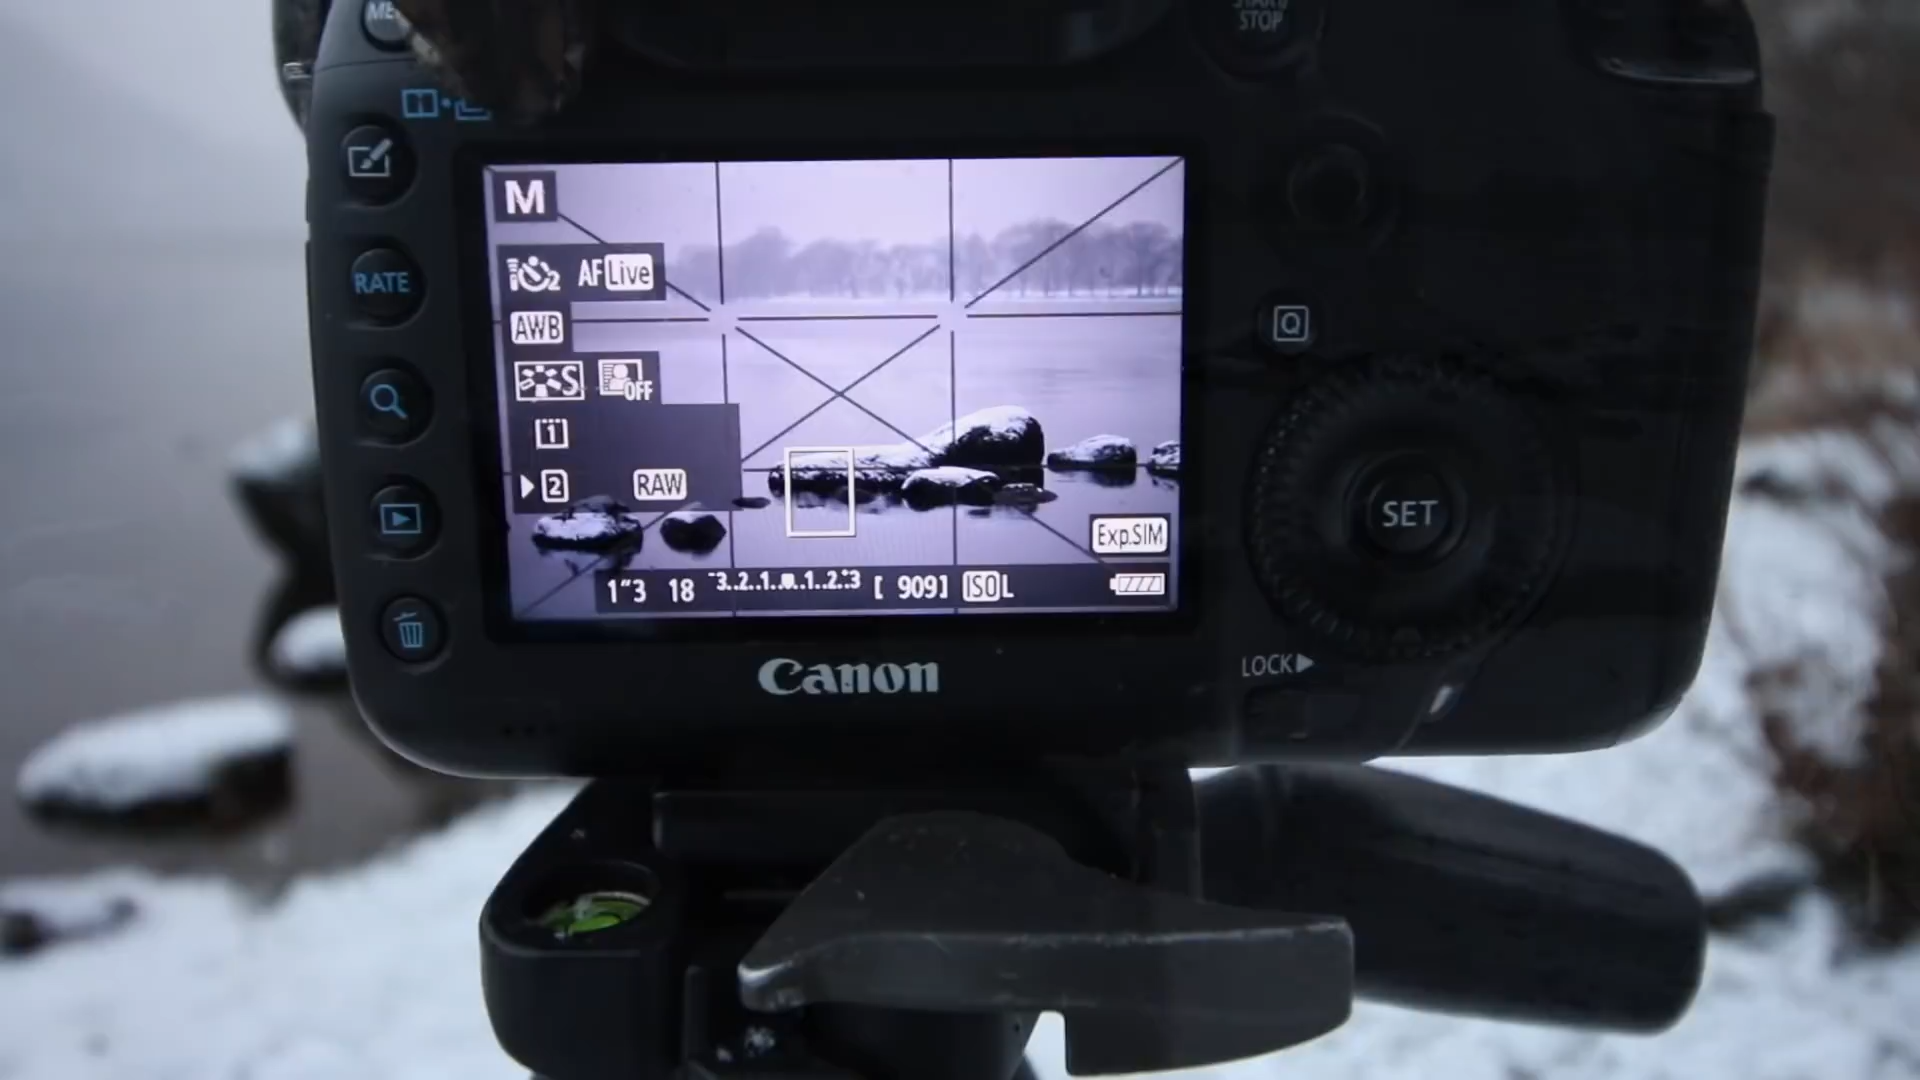 STOP
RATE
M
2 AF Live
AWB
S OFF
1
2 RAW
Exp.SIM
1"3 18 -3..2..1..0..1..2.:3 [ 909] ISO L
Q
SET
LOCK
Canon